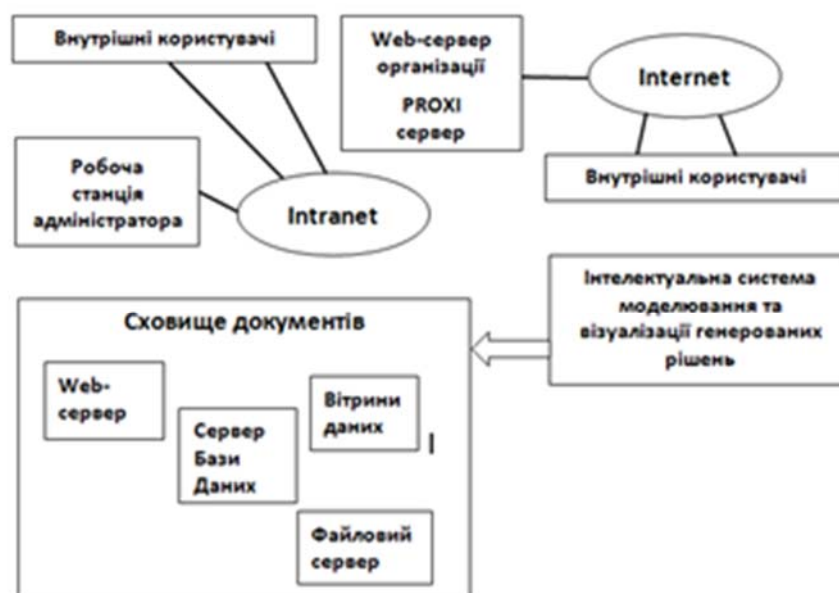 Внутрішні користувачі
Web-сервер
організації
PROXI
сервер
Internet
Внутрішні користувачі
Робоча
станція
адміністратора
Intranet
Інтелектуальна система
моделювання та
візуалізації генерованих
рішень
Сховище документів
Web-
сервер
Сервер
Бази
Даних
Вітрини
даних
Файловий
сервер